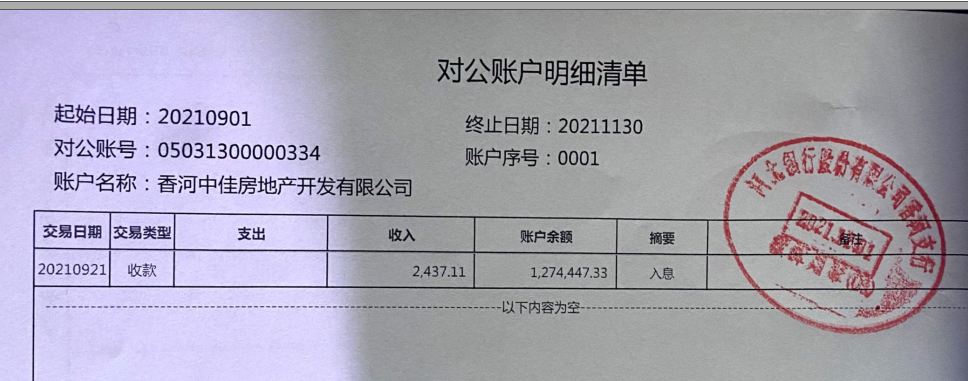 对公账户明细清单
起始日期：20210901
终止日期：20211130
对公账号：05031300000334
账户序号：0001
账户名称：香河中佳房地产开发有限公司
交易日期 交易类型 支出 收入 账户余额 摘要 备注
20210921 收款 2,437.11 1,274,447.33 入息
以下内容为空
河北银行股份有限公司香河支行